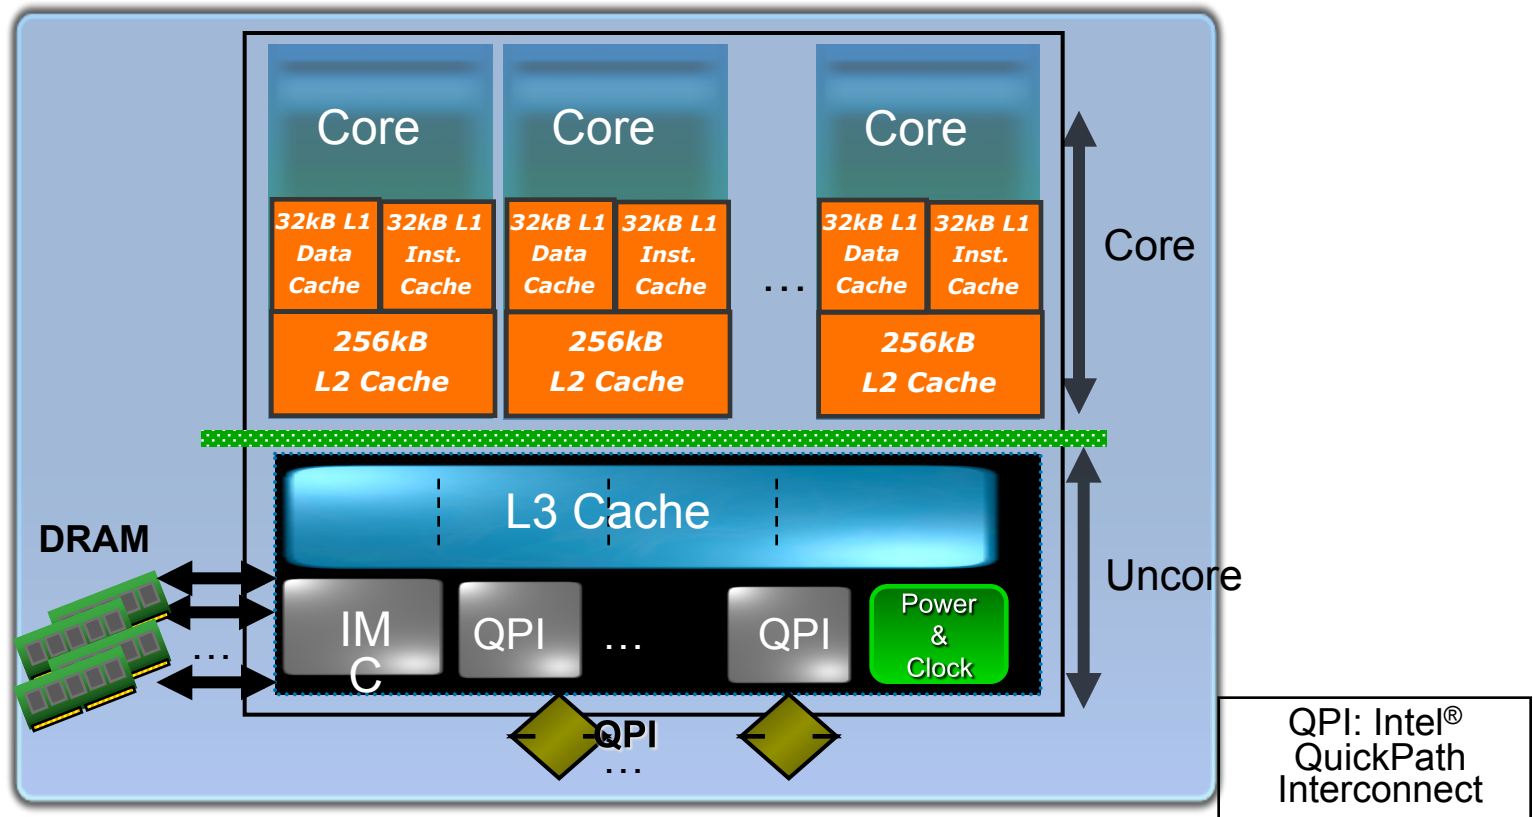 Core
Core
Core
32kB L1
Data
Cache
32kB L1
Inst.
Cache
32kB L1
Data
Cache
32kB L1
Inst.
Cache
...
32kB L1
Data
Cache
32kB L1
Inst.
Cache
256kB
L2 Cache
256kB
L2 Cache
256kB
L2 Cache
Core
L3 Cache
DRAM
...
IM
C
QPI
...
QPI
Power
&
Clock
Uncore
QPI
...
QPI: Intel®
QuickPath
Interconnect